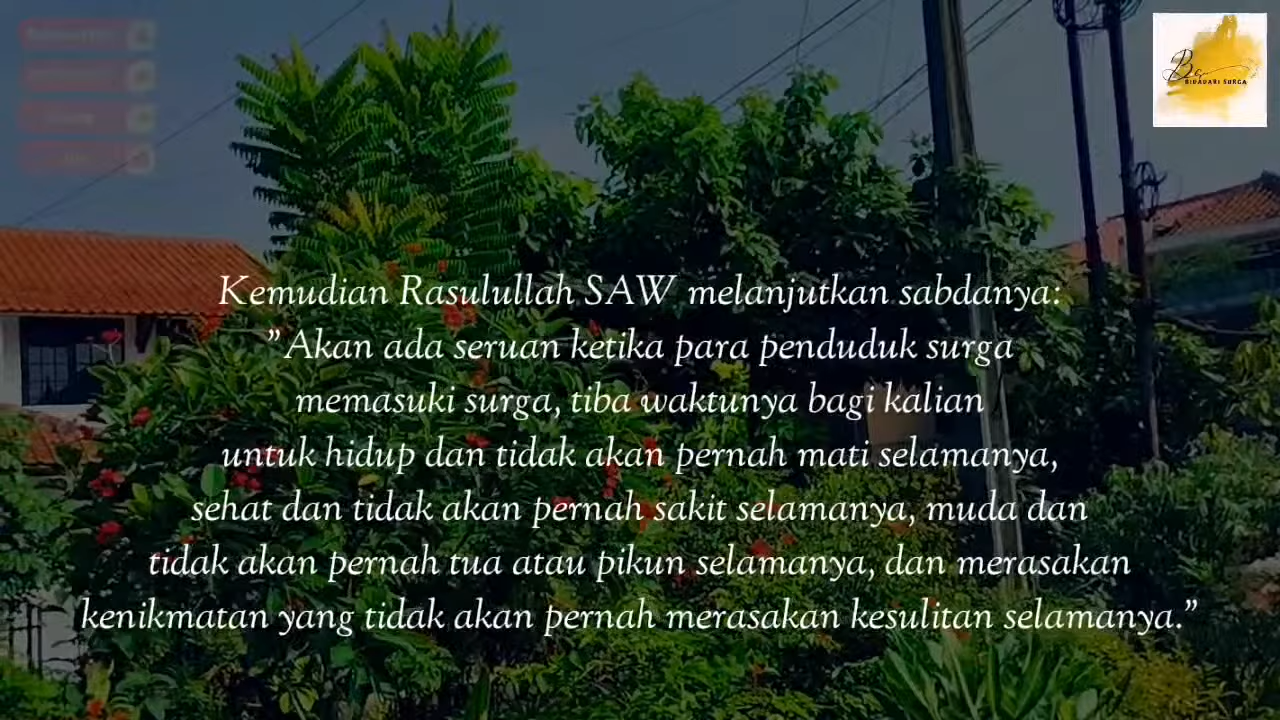 BIDADARI SURGA
Kemudian Rasulullah SAW melanjutkan sabdanya:
"Akan ada seruan ketika para penduduk surga
memasuki surga, tiba waktunya bagi kalian
untuk hidup dan tidak akan pernah mati selamanya,
sehat dan tidak akan pernah sakit selamanya, muda dan
tidak akan pernah tua atau pikun selamanya, dan merasakan
kenikmatan yang tidak akan pernah merasakan kesulitan selamanya."